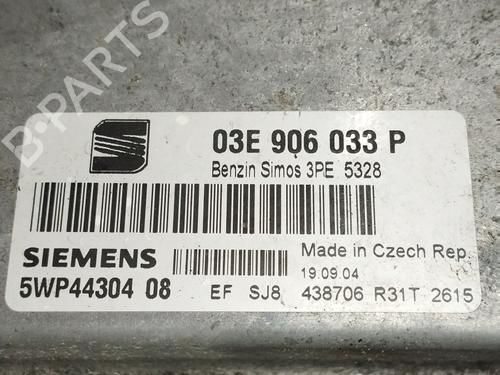 B-PARTS
03E 906 033 P
Benzin Simos 3PE 5328
SIEMENS
Made in Czech Rep.
19.09.04
5WP44304 08
EF SJ8 438706 R31T 2615